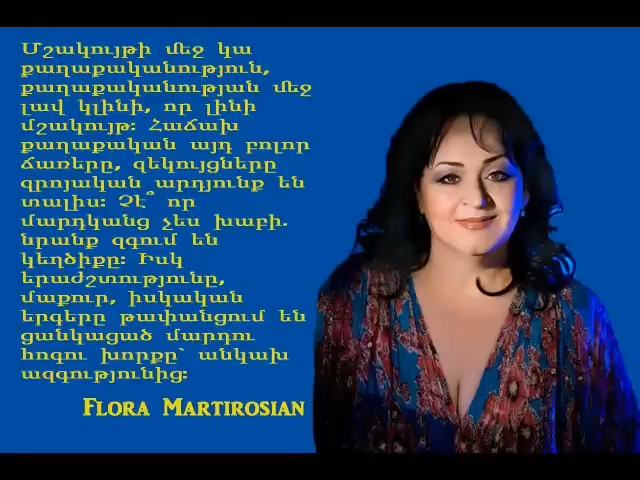 Մշակույթի մեջ կա
քաղաքականություն,
քաղաքականության մեջ
լավ կլինի, որ լինի
մշակույթ: Հաճախ
քաղաքական այդ բոլոր
ճառերը, զեկույցները
զրոյական արդյունք են
տալիս: Չէ՞ որ
մարդկանց չես խաբի.
նրանք զգում են
կեղծիքը: Իսկ
երաժշտությունը,
մաքուր, իսկական
երգերը թափանցում են
ցանկացած մարդու
հոգու խորքը՝ անկախ
ազգությունից:
Flora Martirosian